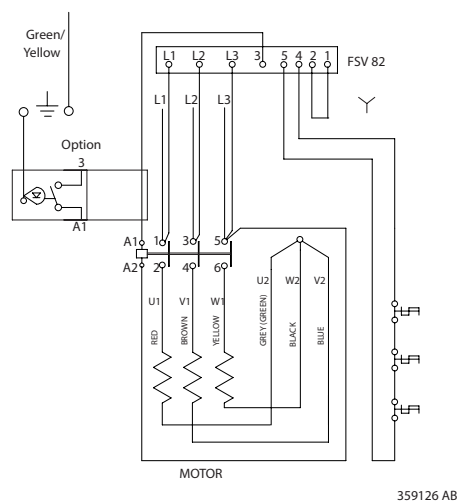 Green/
Yellow
L1 L2 L3 3 5 4 2 1
FSV 82
L1 L2 L3
Option
3
A1
A1 1 3 5
A2 2 4 6
U1 V1 W1 U2 W2 V2
RED
BROWN
YELLOW
GREY (GREEN)
BLACK
BLUE
MOTOR
359126 AB